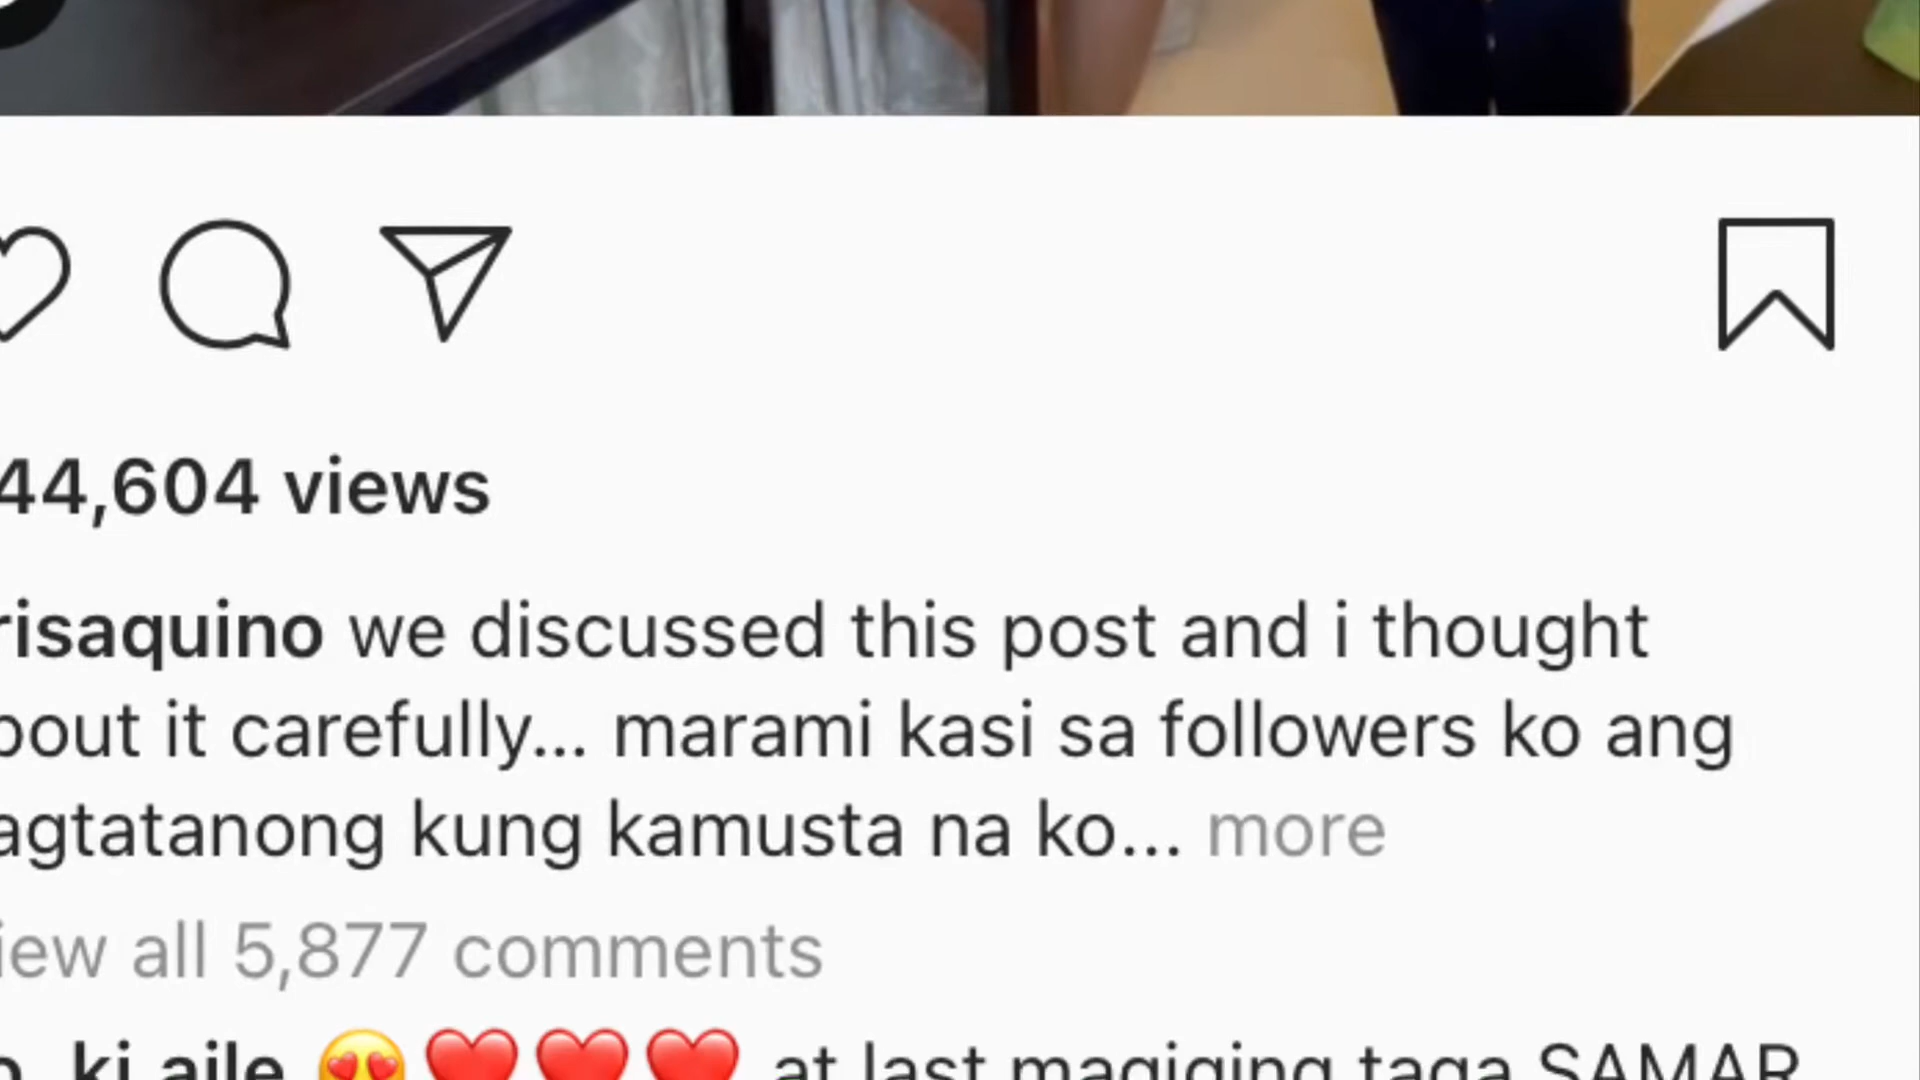 44,604 views
risaquino we discussed this post and i thought
bout it carefully... marami kasi sa followers ko ang
agtatanong kung kamusta na ko... more
iew all 5,877 comments
o_ki aile 😍❤️❤️❤️ at last magiging taga SAMAR